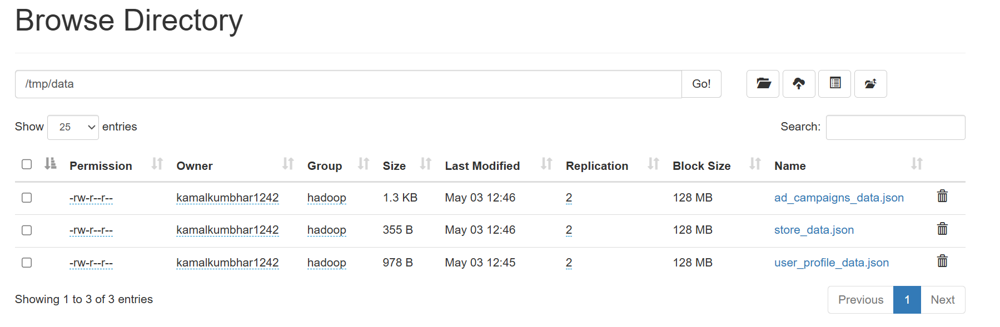 Browse Directory
/tmp/data Go!
Show 25 entries Search:
Permission Owner Group Size Last Modified Replication Block Size Name
-rw-r--r-- kamalkumbhar1242 hadoop 1.3 KB May 03 12:46 2 128 MB ad_campaigns_data.json
-rw-r--r-- kamalkumbhar1242 hadoop 355 B May 03 12:46 2 128 MB store_data.json
-rw-r--r-- kamalkumbhar1242 hadoop 978 B May 03 12:45 2 128 MB user_profile_data.json
Showing 1 to 3 of 3 entries Previous 1 Next